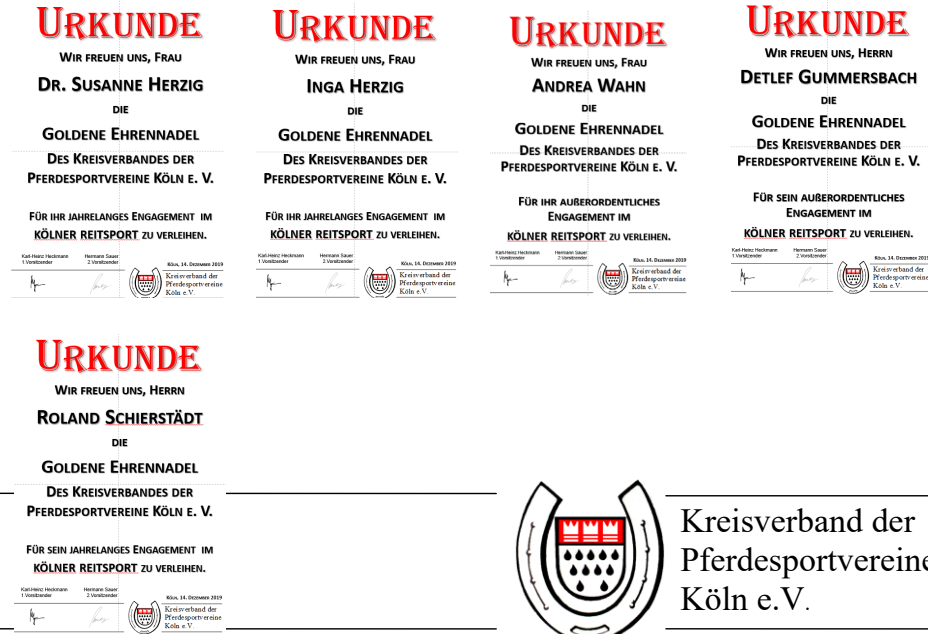 URKUNDE
WIR FREUEN UNS, FRAU
DR. SUSANNE HERZIG
DIE
GOLDENE EHRENNADEL
DES KREISVERBANDES DER
PFERDESPORTVEREINE KÖLN E. V.
FÜR IHR JAHRELANGES ENGAGEMENT IM
KÖLNER REITSPORT ZU VERLEIHEN.
Karl-Heinz Heckmann Hermann Sauer
1 Vorsitzender 2 Vorsitzender
KÖLN, 14. DEZEMBER 2019
Kreisverband der
Pferdesportvereine
Köln e.V.
URKUNDE
WIR FREUEN UNS, FRAU
INGA HERZIG
DIE
GOLDENE EHRENNADEL
DES KREISVERBANDES DER
PFERDESPORTVEREINE KÖLN E. V.
FÜR IHR JAHRELANGES ENGAGEMENT IM
KÖLNER REITSPORT ZU VERLEIHEN.
Karl-Heinz Heckmann Hermann Sauer
1 Vorsitzender 2 Vorsitzender
KÖLN, 14. DEZEMBER 2019
Kreisverband der
Pferdesportvereine
Köln e.V.
URKUNDE
WIR FREUEN UNS, FRAU
ANDREA WAHN
DIE
GOLDENE EHRENNADEL
DES KREISVERBANDES DER
PFERDESPORTVEREINE KÖLN E. V.
FÜR IHR AUßERORDENTLICHES
ENGAGEMENT IM
KÖLNER REITSPORT ZU VERLEIHEN.
Karl-Heinz Heckmann Hermann Sauer
1 Vorsitzender 2 Vorsitzender
KÖLN, 14. DEZEMBER 2019
Kreisverband der
Pferdesportvereine
Köln e.V.
URKUNDE
WIR FREUEN UNS, HERRN
DETLEF GUMMERSBACH
DIE
GOLDENE EHRENNADEL
DES KREISVERBANDES DER
PFERDESPORTVEREINE KÖLN E. V.
FÜR SEIN AUßERORDENTLICHES
ENGAGEMENT IM
KÖLNER REITSPORT ZU VERLEIHEN.
Karl-Heinz Heckmann Hermann Sauer
1 Vorsitzender 2 Vorsitzender
KÖLN, 14. DEZEMBER 2019
Kreisverband der
Pferdesportvereine
Köln e.V.
URKUNDE
WIR FREUEN UNS, HERRN
ROLAND SCHIERSTÄDT
DIE
GOLDENE EHRENNADEL
DES KREISVERBANDES DER
PFERDESPORTVEREINE KÖLN E. V.
FÜR SEIN JAHRELANGES ENGAGEMENT IM
KÖLNER REITSPORT ZU VERLEIHEN.
Karl-Heinz Heckmann Hermann Sauer
1 Vorsitzender 2 Vorsitzender
KÖLN, 14. DEZEMBER 2019
Kreisverband der
Pferdesportvereine
Köln e.V.
Kreisverband der
Pferdesportvereine
Köln e.V.